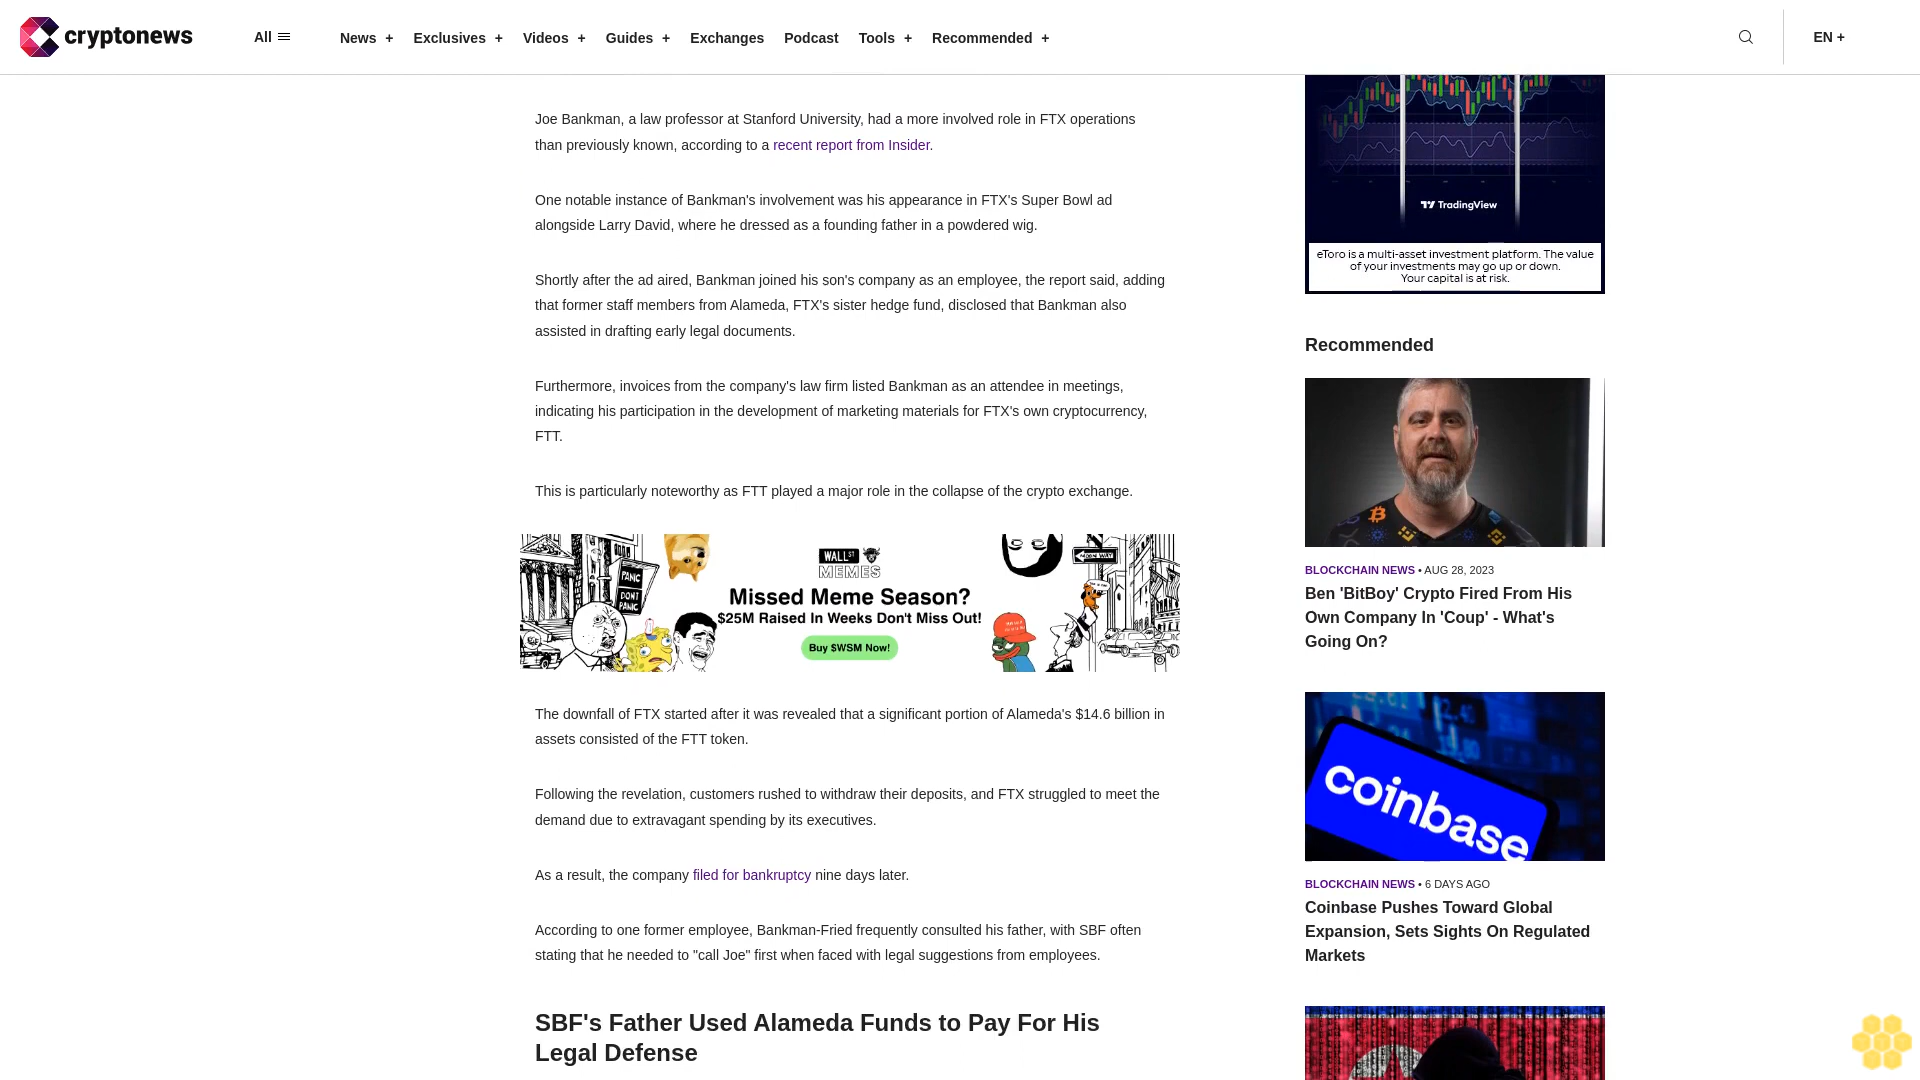 cryptonews
All
News +
Exclusives +
Videos +
Guides +
Exchanges
Podcast
Tools +
Recommended +
EN +
Joe Bankman, a law professor at Stanford University, had a more involved role in FTX operations
than previously known, according to a recent report from Insider.
One notable instance of Bankman's involvement was his appearance in FTX's Super Bowl ad
alongside Larry David, where he dressed as a founding father in a powdered wig.
Shortly after the ad aired, Bankman joined his son's company as an employee, the report said, adding
that former staff members from Alameda, FTX's sister hedge fund, disclosed that Bankman also
assisted in drafting early legal documents.
Furthermore, invoices from the company's law firm listed Bankman as an attendee in meetings,
indicating his participation in the development of marketing materials for FTX's own cryptocurrency,
FTT.
This is particularly noteworthy as FTT played a major role in the collapse of the crypto exchange.
PANIC
DONT
PANIC
WALL ST
MEMES
Missed Meme Season?
$25M Raised In Weeks Don't Miss Out!
Buy $WSM Now!
The downfall of FTX started after it was revealed that a significant portion of Alameda's $14.6 billion in
assets consisted of the FTT token.
Following the revelation, customers rushed to withdraw their deposits, and FTX struggled to meet the
demand due to extravagant spending by its executives.
As a result, the company filed for bankruptcy nine days later.
According to one former employee, Bankman-Fried frequently consulted his father, with SBF often
stating that he needed to "call Joe" first when faced with legal suggestions from employees.
SBF's Father Used Alameda Funds to Pay For His
Legal Defense
TradingView
eToro is a multi-asset investment platform. The value
of your investments may go up or down.
Your capital is at risk.
Recommended
BLOCKCHAIN NEWS • AUG 28, 2023
Ben 'BitBoy' Crypto Fired From His
Own Company In 'Coup' - What's
Going On?
coinbase
BLOCKCHAIN NEWS • 6 DAYS AGO
Coinbase Pushes Toward Global
Expansion, Sets Sights On Regulated
Markets